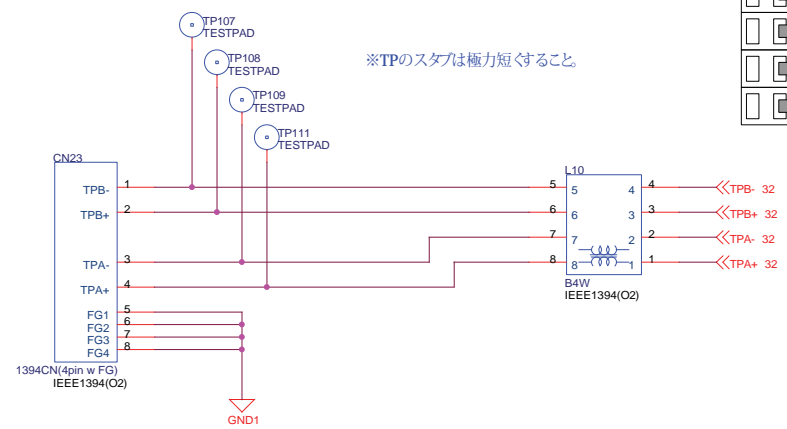 TP107
TESTPAD
TP108
TESTPAD
※TPのスタブは極力短くすること。
TP109
TESTPAD
TP111
TESTPAD
CN23
L10
TPB- 1
5 5 4 4 TPB- 32
TPB+ 2
6 6 3 3 TPB+ 32
7 7 2 2 TPA- 32
TPA- 3
8 8 1 1 TPA+ 32
TPA+ 4
B4W
IEEE1394(O2)
FG1 5
FG2 6
FG3 7
FG4 8
1394CN(4pin w FG)
IEEE1394(O2)
GND1